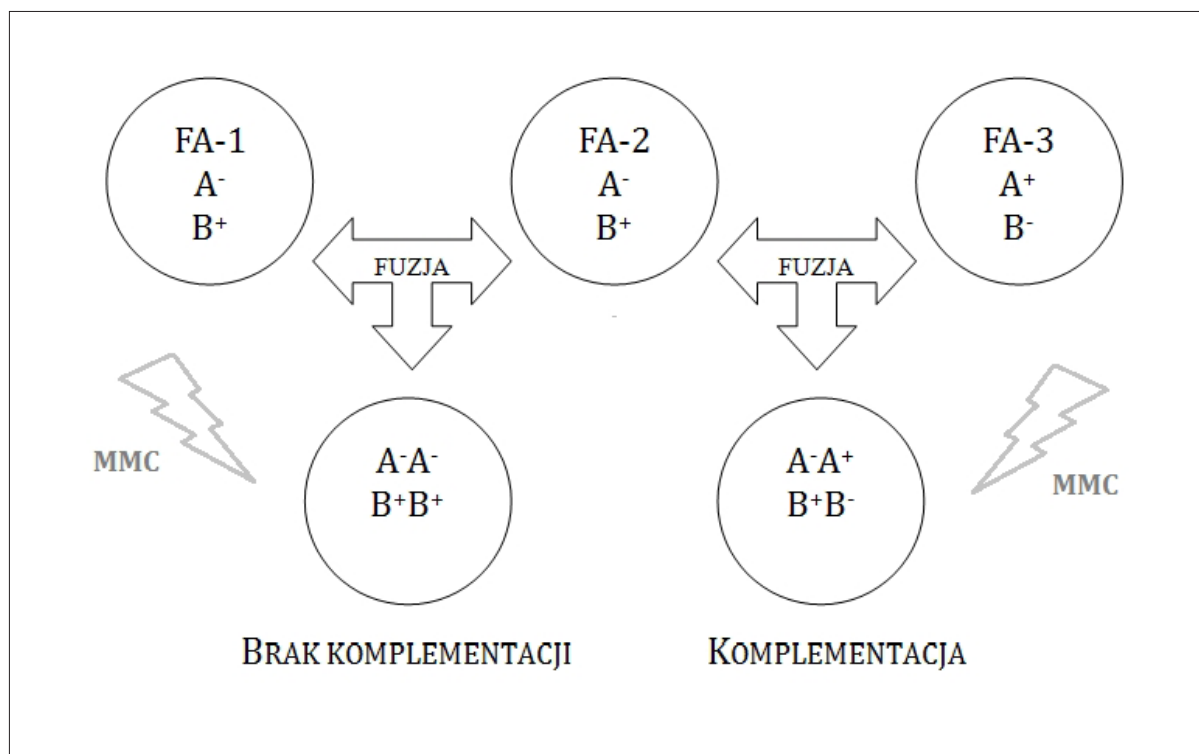 FA-1
A⁻
B⁺
FA-2
A⁻
B⁺
FA-3
A⁺
B⁻
FUZJA
FUZJA
MMC
MMC
A⁻A⁻
B⁺B⁺
A⁻A⁺
B⁺B⁻
BRAK KOMPLEMENTACJI
KOMPLEMENTACJA